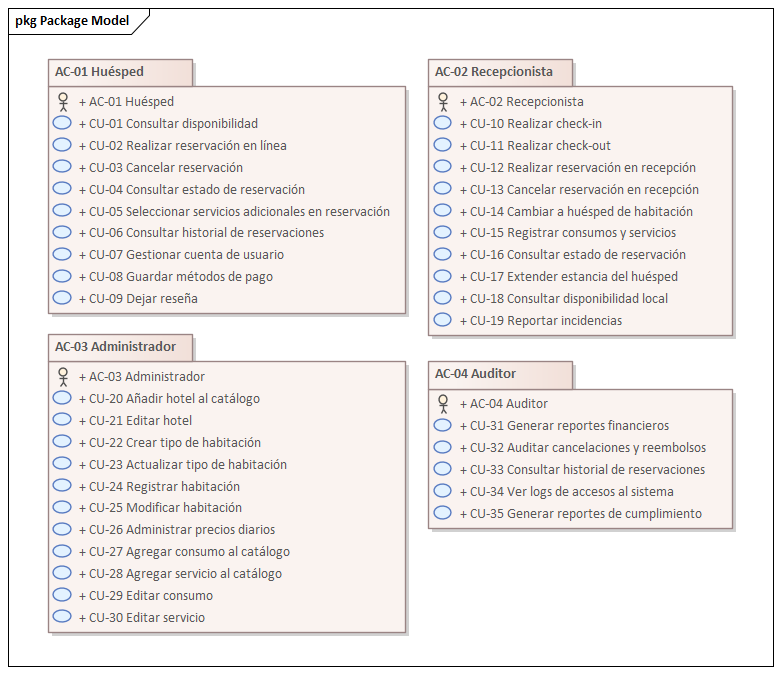 pkg Package Model
AC-01 Huésped
+ AC-01 Huésped
+ CU-01 Consultar disponibilidad
+ CU-02 Realizar reservación en línea
+ CU-03 Cancelar reservación
+ CU-04 Consultar estado de reservación
+ CU-05 Seleccionar servicios adicionales en reservación
+ CU-06 Consultar historial de reservaciones
+ CU-07 Gestionar cuenta de usuario
+ CU-08 Guardar métodos de pago
+ CU-09 Dejar reseña
AC-02 Recepcionista
+ AC-02 Recepcionista
+ CU-10 Realizar check-in
+ CU-11 Realizar check-out
+ CU-12 Realizar reservación en recepción
+ CU-13 Cancelar reservación en recepción
+ CU-14 Cambiar a huésped de habitación
+ CU-15 Registrar consumos y servicios
+ CU-16 Consultar estado de reservación
+ CU-17 Extender estancia del huésped
+ CU-18 Consultar disponibilidad local
+ CU-19 Reportar incidencias
AC-03 Administrador
+ AC-03 Administrador
+ CU-20 Añadir hotel al catálogo
+ CU-21 Editar hotel
+ CU-22 Crear tipo de habitación
+ CU-23 Actualizar tipo de habitación
+ CU-24 Registrar habitación
+ CU-25 Modificar habitación
+ CU-26 Administrar precios diarios
+ CU-27 Agregar consumo al catálogo
+ CU-28 Agregar servicio al catálogo
+ CU-29 Editar consumo
+ CU-30 Editar servicio
AC-04 Auditor
+ AC-04 Auditor
+ CU-31 Generar reportes financieros
+ CU-32 Auditar cancelaciones y reembolsos
+ CU-33 Consultar historial de reservaciones
+ CU-34 Ver logs de accesos al sistema
+ CU-35 Generar reportes de cumplimiento